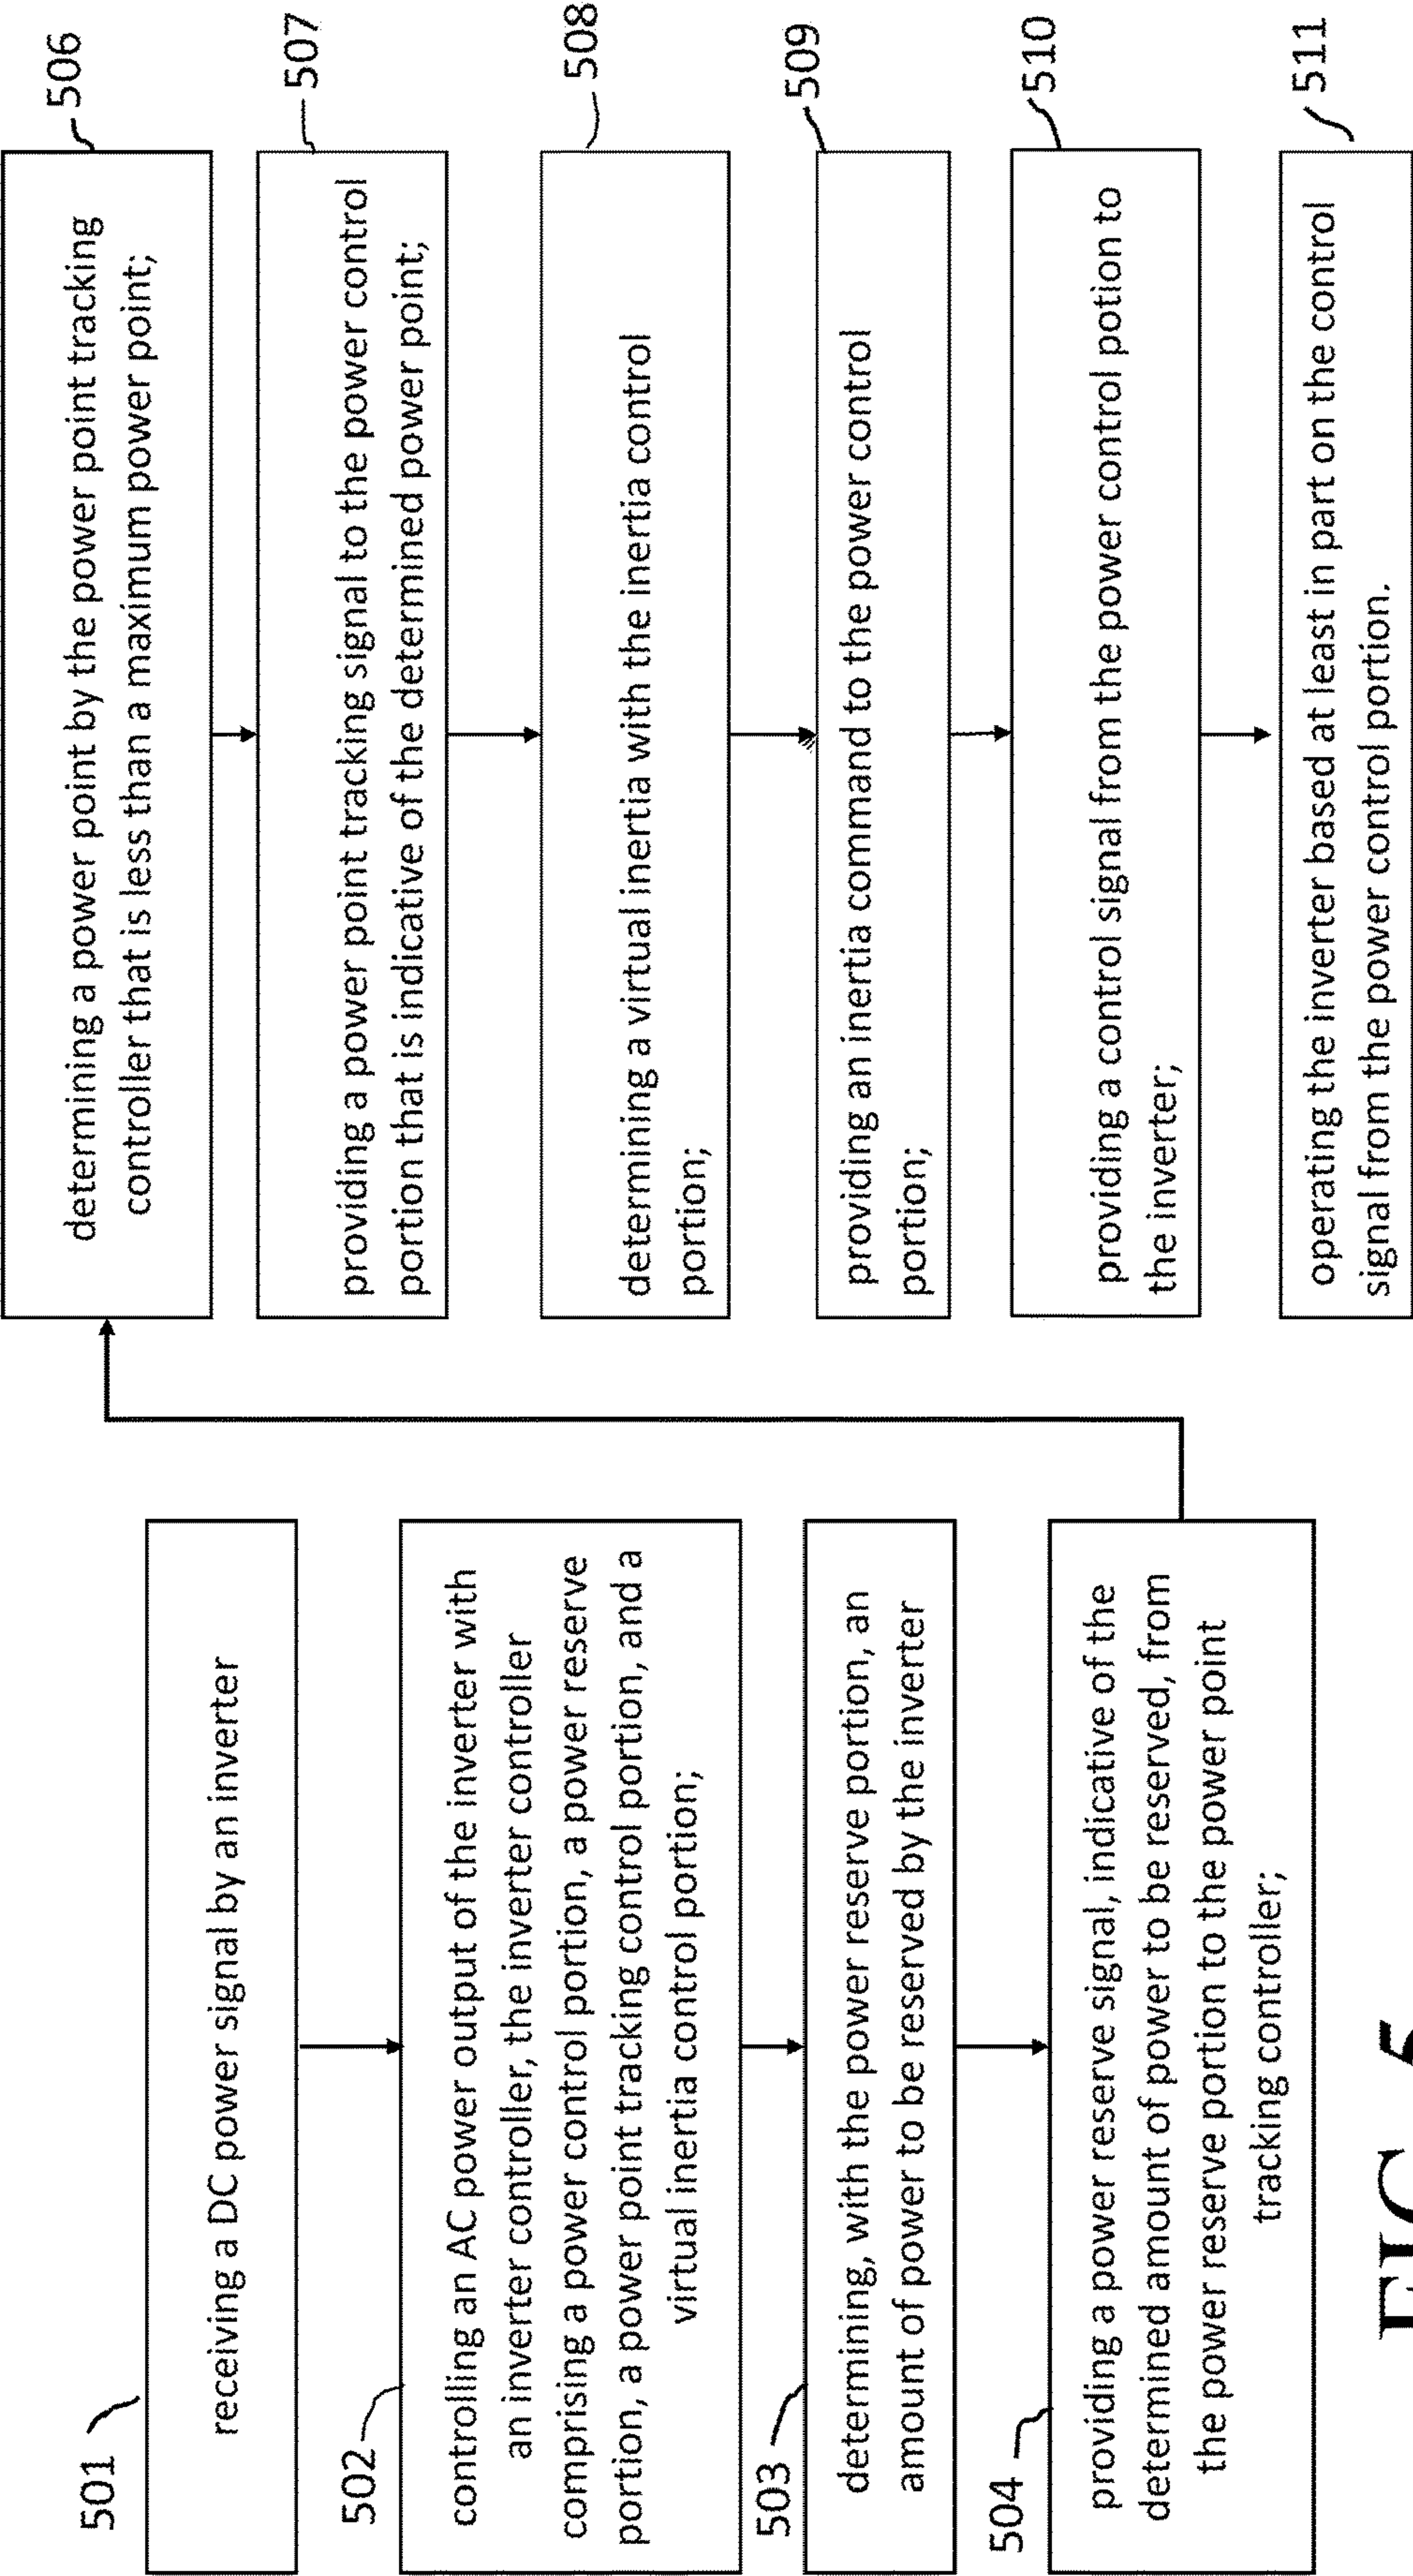 501
receiving a DC power signal by an inverter
502
controlling an AC power output of the inverter with
an inverter controller, the inverter controller
comprising a power control portion, a power reserve
portion, a power point tracking control portion, and a
virtual inertia control portion;
503
determining, with the power reserve portion, an
amount of power to be reserved by the inverter
504
providing a power reserve signal, indicative of the
determined amount of power to be reserved, from
the power reserve portion to the power point
tracking controller;
506
determining a power point by the power point tracking
controller that is less than a maximum power point;
507
providing a power point tracking signal to the power control
portion that is indicative of the determined power point;
508
determining a virtual inertia with the inertia control
portion;
509
providing an inertia command to the power control
portion;
510
providing a control signal from the power control potion to
the inverter;
511
operating the inverter based at least in part on the control
signal from the power control portion.